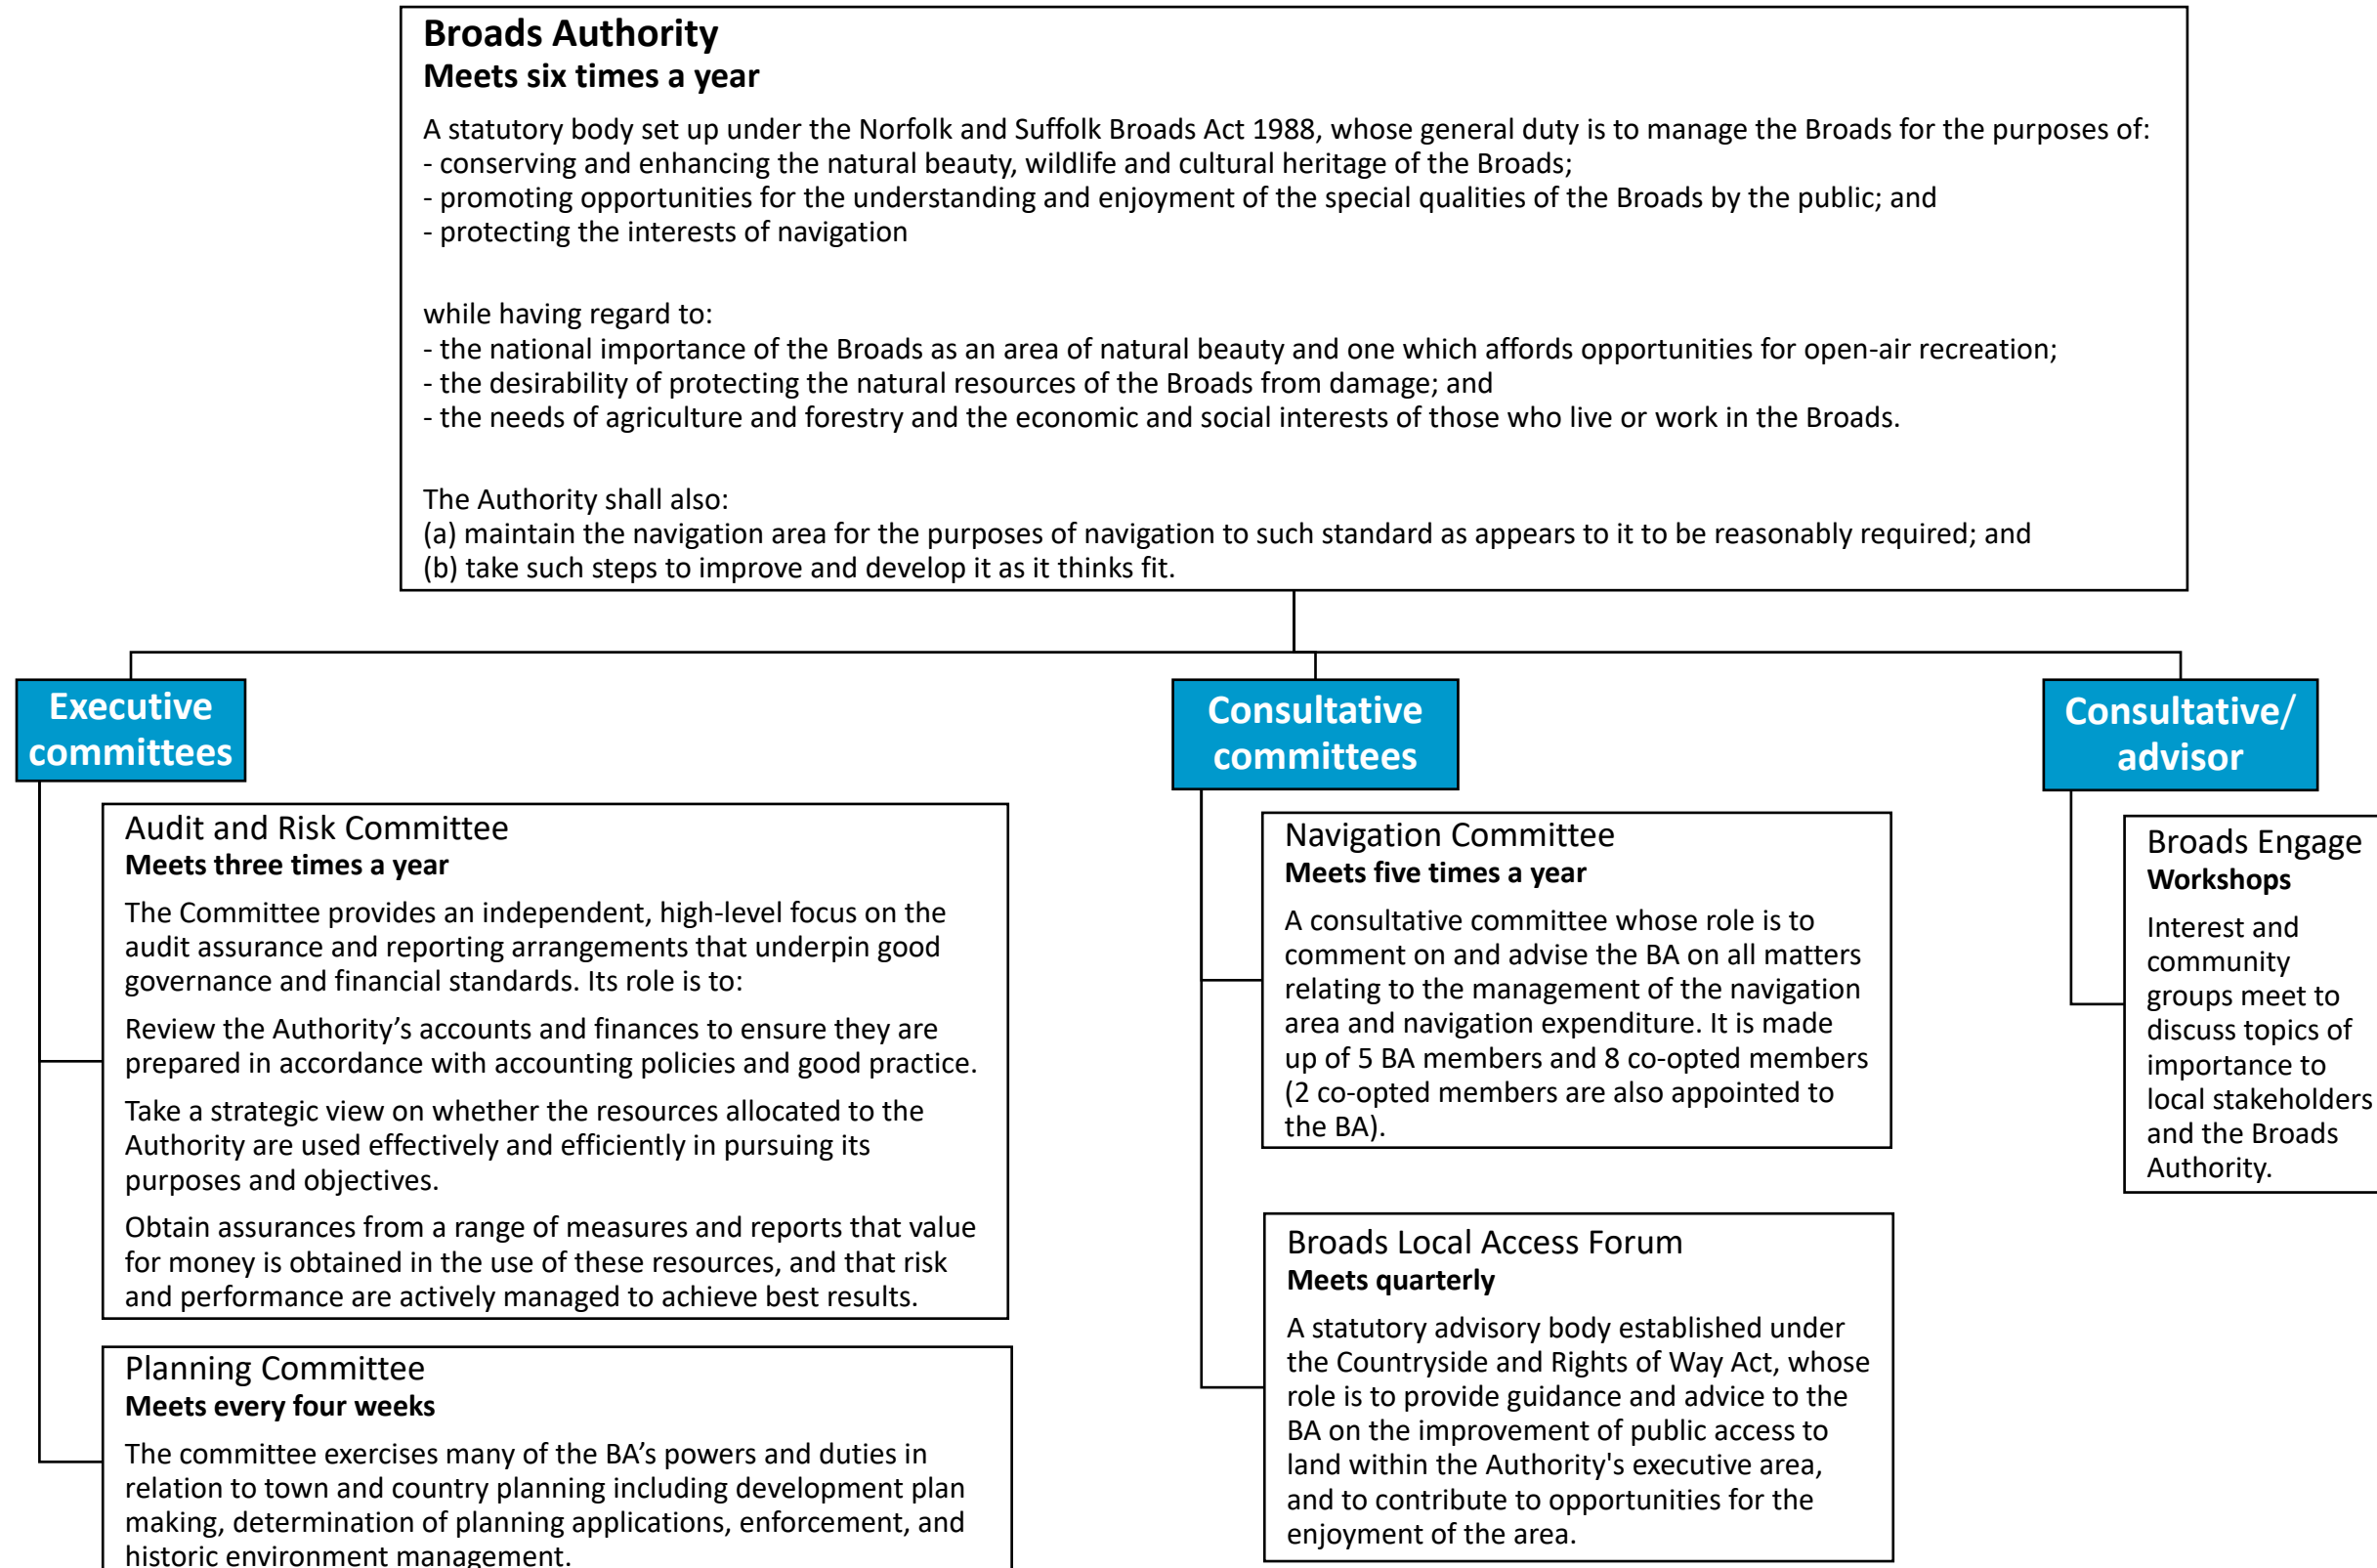 Broads Authority
Meets six times a year
A statutory body set up under the Norfolk and Suffolk Broads Act 1988, whose general duty is to manage the Broads for the purposes of:
- conserving and enhancing the natural beauty, wildlife and cultural heritage of the Broads;
- promoting opportunities for the understanding and enjoyment of the special qualities of the Broads by the public; and
- protecting the interests of navigation
while having regard to:
- the national importance of the Broads as an area of natural beauty and one which affords opportunities for open-air recreation;
- the desirability of protecting the natural resources of the Broads from damage; and
- the needs of agriculture and forestry and the economic and social interests of those who live or work in the Broads.
The Authority shall also:
(a) maintain the navigation area for the purposes of navigation to such standard as appears to it to be reasonably required; and
(b) take such steps to improve and develop it as it thinks fit.
Executive
committees
Audit and Risk Committee
Meets three times a year
The Committee provides an independent, high-level focus on the
audit assurance and reporting arrangements that underpin good
governance and financial standards. Its role is to:
Review the Authority’s accounts and finances to ensure they are
prepared in accordance with accounting policies and good practice.
Take a strategic view on whether the resources allocated to the
Authority are used effectively and efficiently in pursuing its
purposes and objectives.
Obtain assurances from a range of measures and reports that value
for money is obtained in the use of these resources, and that risk
and performance are actively managed to achieve best results.
Planning Committee
Meets every four weeks
The committee exercises many of the BA’s powers and duties in
relation to town and country planning including development plan
making, determination of planning applications, enforcement, and
historic environment management.
Consultative
committees
Navigation Committee
Meets five times a year
A consultative committee whose role is to
comment on and advise the BA on all matters
relating to the management of the navigation
area and navigation expenditure. It is made
up of 5 BA members and 8 co-opted members
(2 co-opted members are also appointed to
the BA).
Broads Local Access Forum
Meets quarterly
A statutory advisory body established under
the Countryside and Rights of Way Act, whose
role is to provide guidance and advice to the
BA on the improvement of public access to
land within the Authority's executive area,
and to contribute to opportunities for the
enjoyment of the area.
Consultative/
advisor
Broads Engage
Workshops
Interest and
community
groups meet to
discuss topics of
importance to
local stakeholders
and the Broads
Authority.